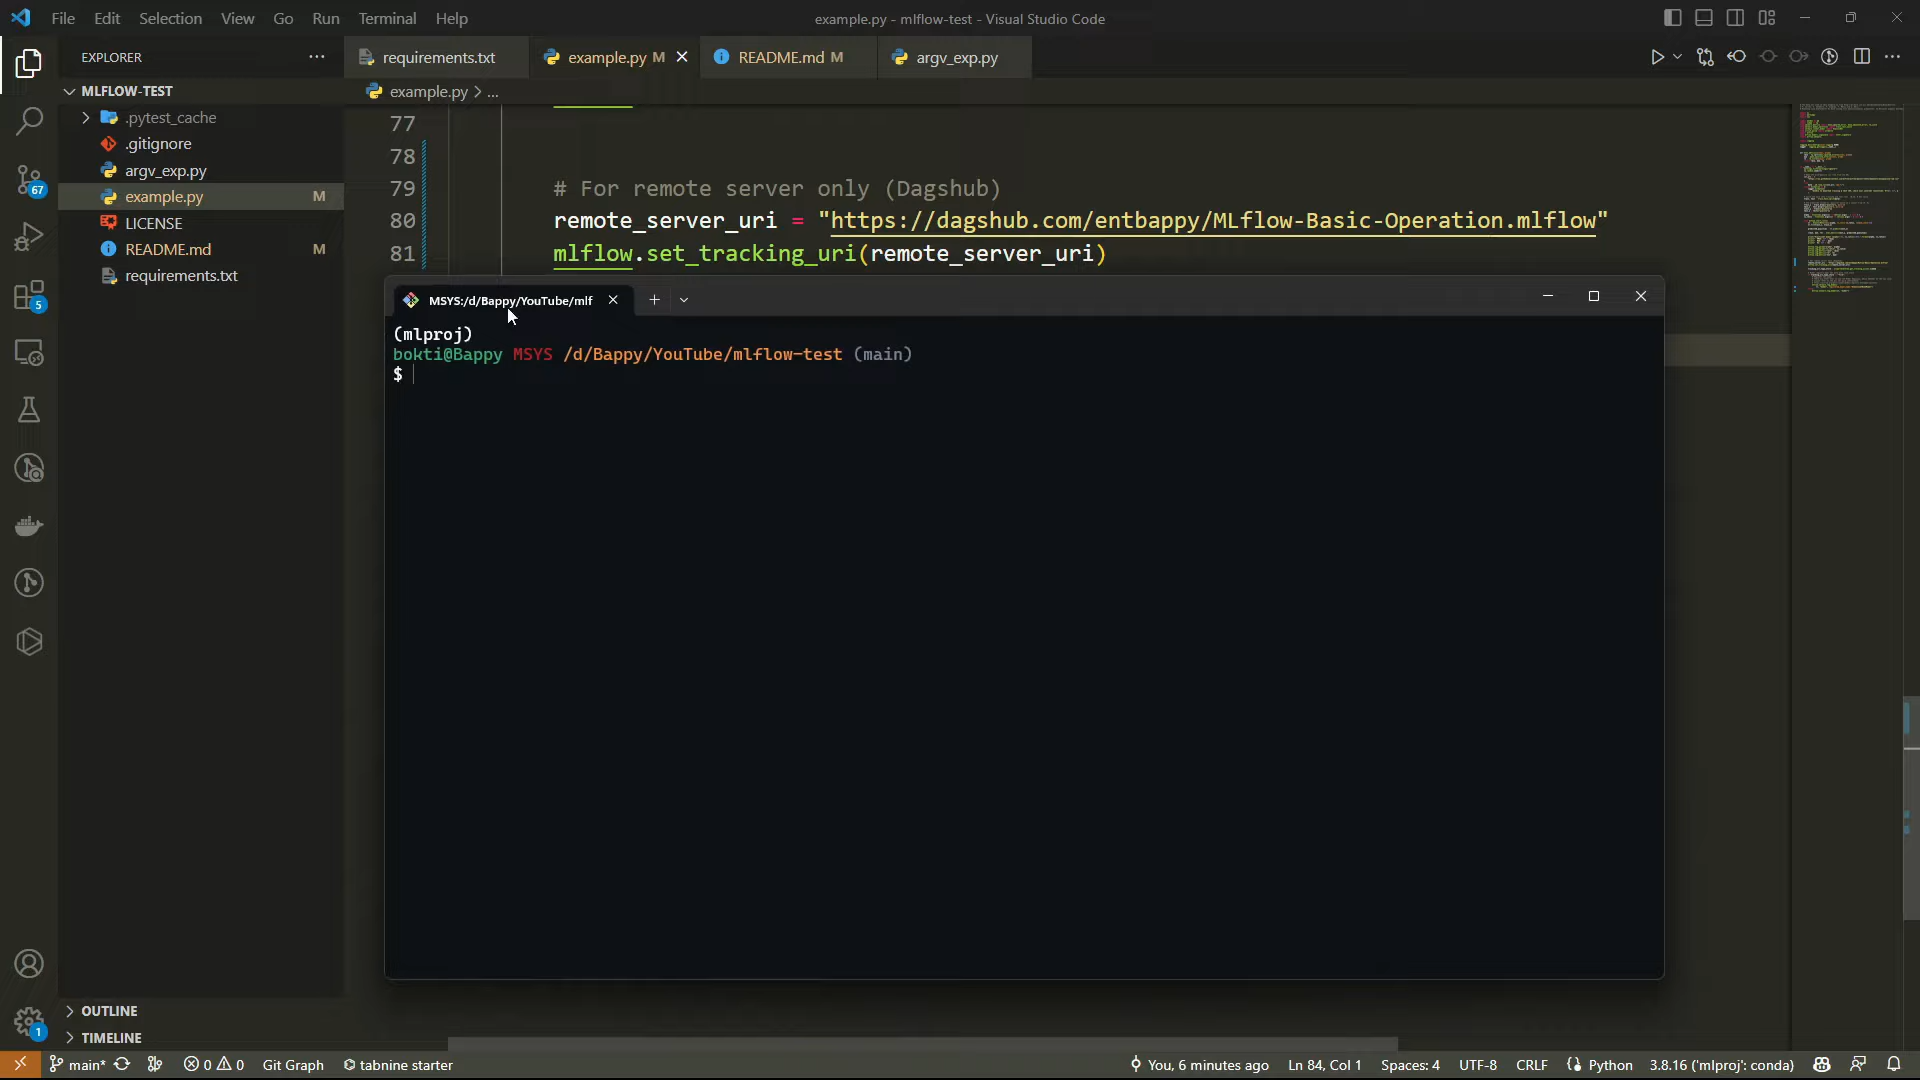 File Edit Selection View Go Run Terminal Help
example.py - mlflow-test - Visual Studio Code
EXPLORER
requirements.txt
example.py M
README.md M
argv_exp.py
MLFLOW-TEST
example.py > ...
.pytest_cache
.gitignore
argv_exp.py
example.py M
LICENSE
README.md M
requirements.txt
67
5
77
78
79 # For remote server only (Dagshub)
80 remote_server_uri = "https://dagshub.com/entbappy/MLflow-Basic-Operation.mlflow"
81 mlflow.set_tracking_uri(remote_server_uri)
MSYS:/d/Bappy/YouTube/mlf
(mlproj)
bokti@Bappy MSYS /d/Bappy/YouTube/mlflow-test (main)
$
OUTLINE
1
TIMELINE
main* 0 0 Git Graph tabnine starter
You, 6 minutes ago Ln 84, Col 1 Spaces: 4 UTF-8 CRLF {} Python 3.8.16 ('mlproj': conda)